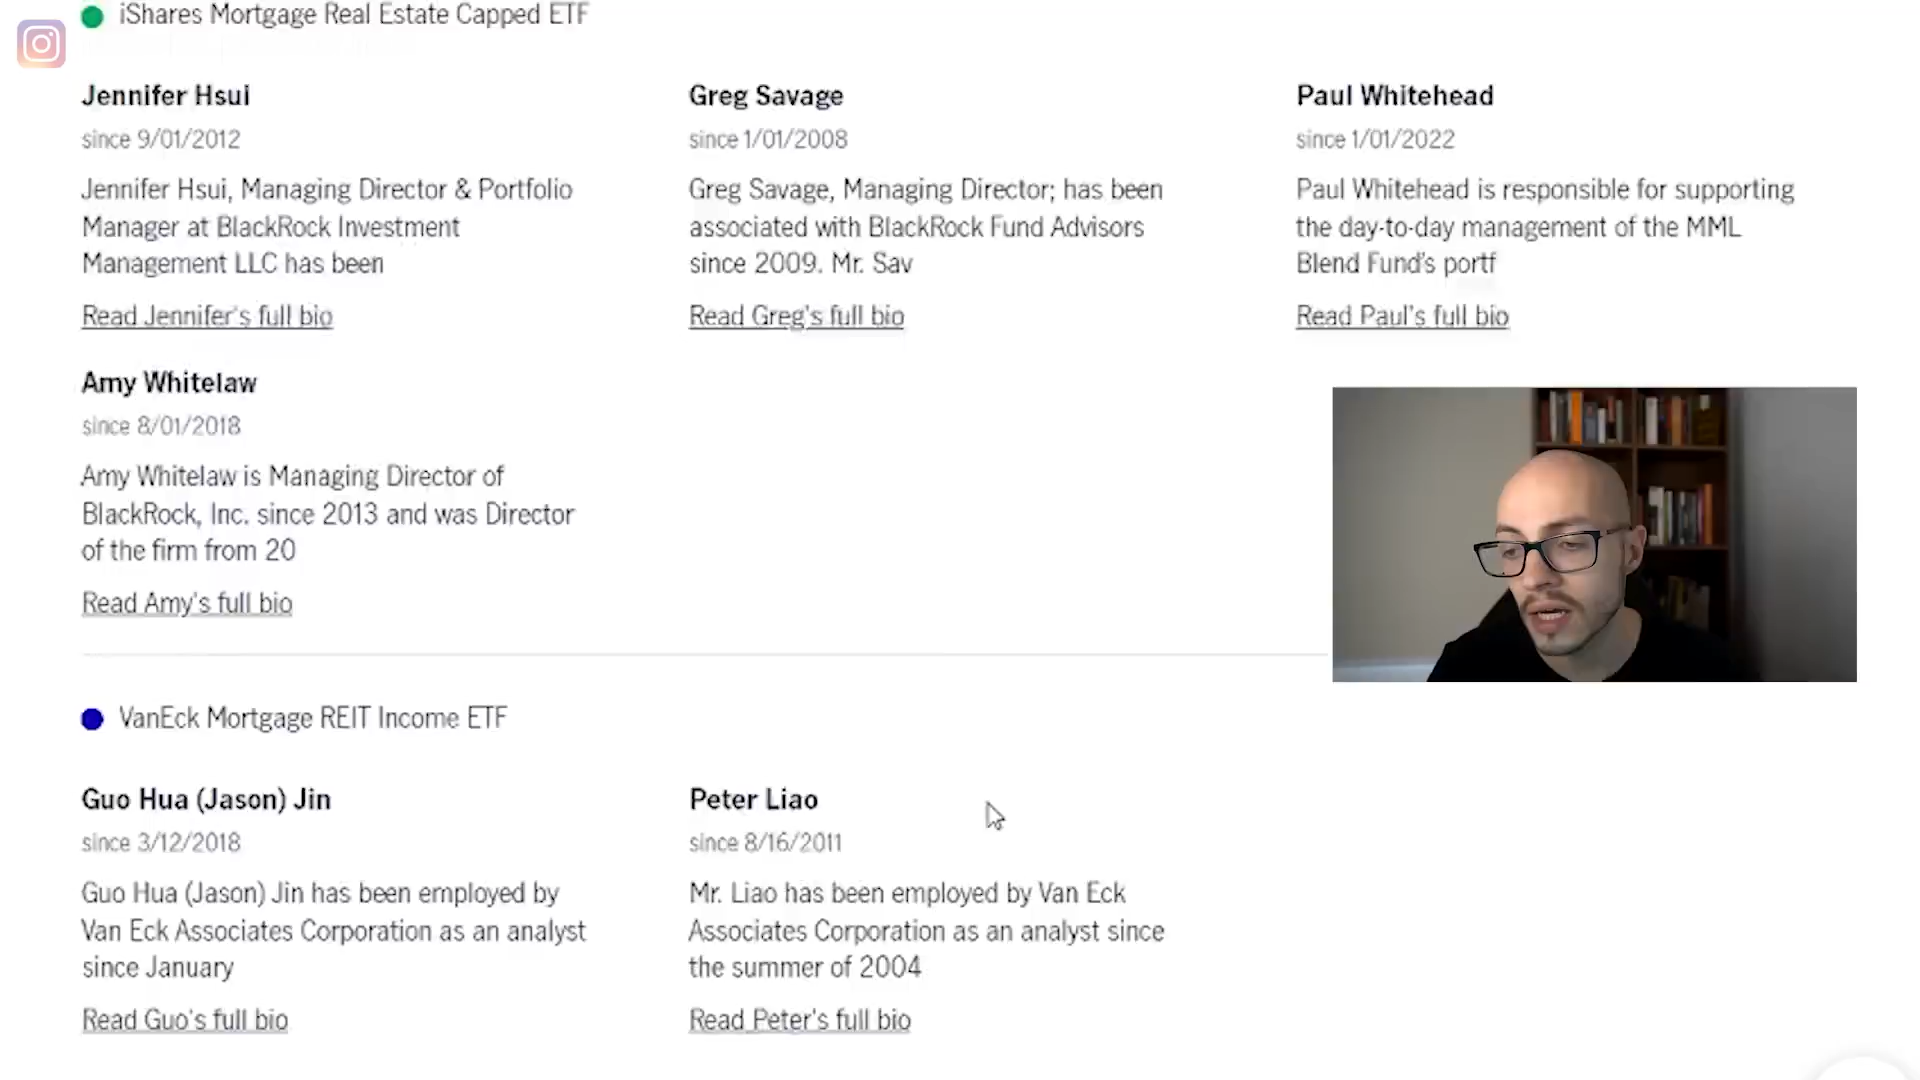 iShares Mortgage Real Estate Capped ETF
Jennifer Hsui
since 9/01/2012
Jennifer Hsui, Managing Director & Portfolio
Manager at BlackRock Investment
Management LLC has been
Read Jennifer's full bio
Greg Savage
since 1/01/2008
Greg Savage, Managing Director; has been
associated with BlackRock Fund Advisors
since 2009. Mr. Sav
Read Greg's full bio
Paul Whitehead
since 1/01/2022
Paul Whitehead is responsible for supporting
the day-to-day management of the MML
Blend Fund's portf
Read Paul's full bio
Amy Whitelaw
since 8/01/2018
Amy Whitelaw is Managing Director of
BlackRock, Inc. since 2013 and was Director
of the firm from 20
Read Amy's full bio
VanEck Mortgage REIT Income ETF
Guo Hua (Jason) Jin
since 3/12/2018
Guo Hua (Jason) Jin has been employed by
Van Eck Associates Corporation as an analyst
since January
Read Guo's full bio
Peter Liao
since 8/16/2011
Mr. Liao has been employed by Van Eck
Associates Corporation as an analyst since
the summer of 2004
Read Peter's full bio